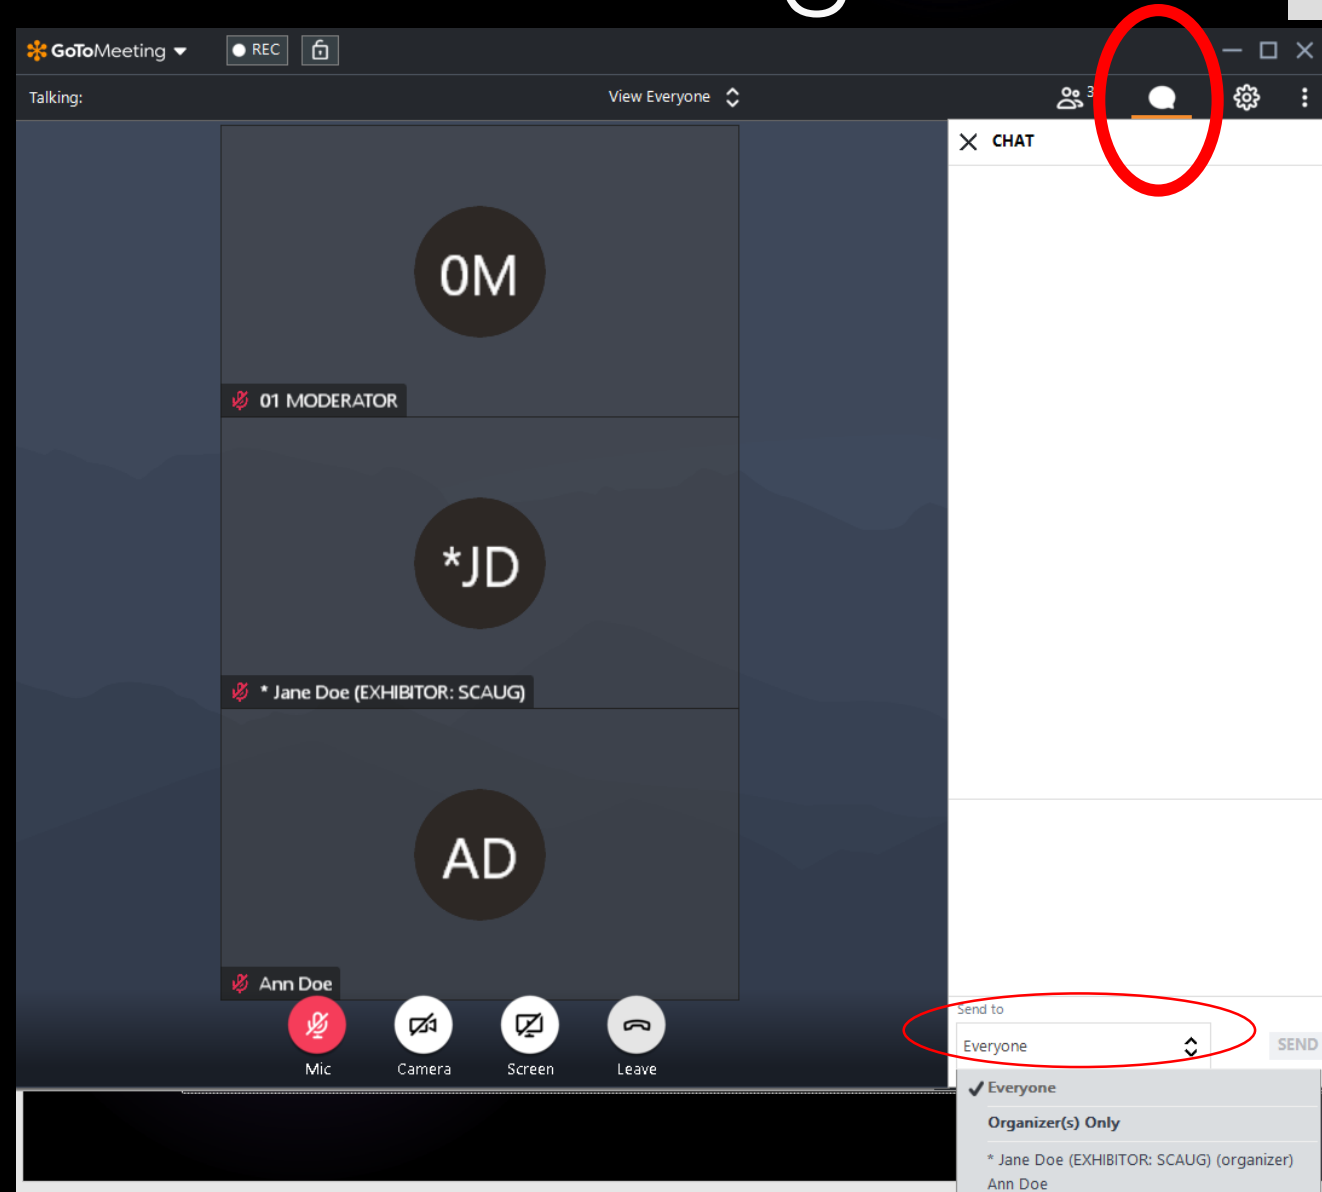 GoToMeeting
REC
Talking:
View Everyone
3
CHAT
0M
01 MODERATOR
*JD
* Jane Doe (EXHIBITOR: SCAUG)
AD
Ann Doe
Mic
Camera
Screen
Leave
Send to
Everyone
SEND
Everyone
Organizer(s) Only
* Jane Doe (EXHIBITOR: SCAUG) (organizer)
Ann Doe